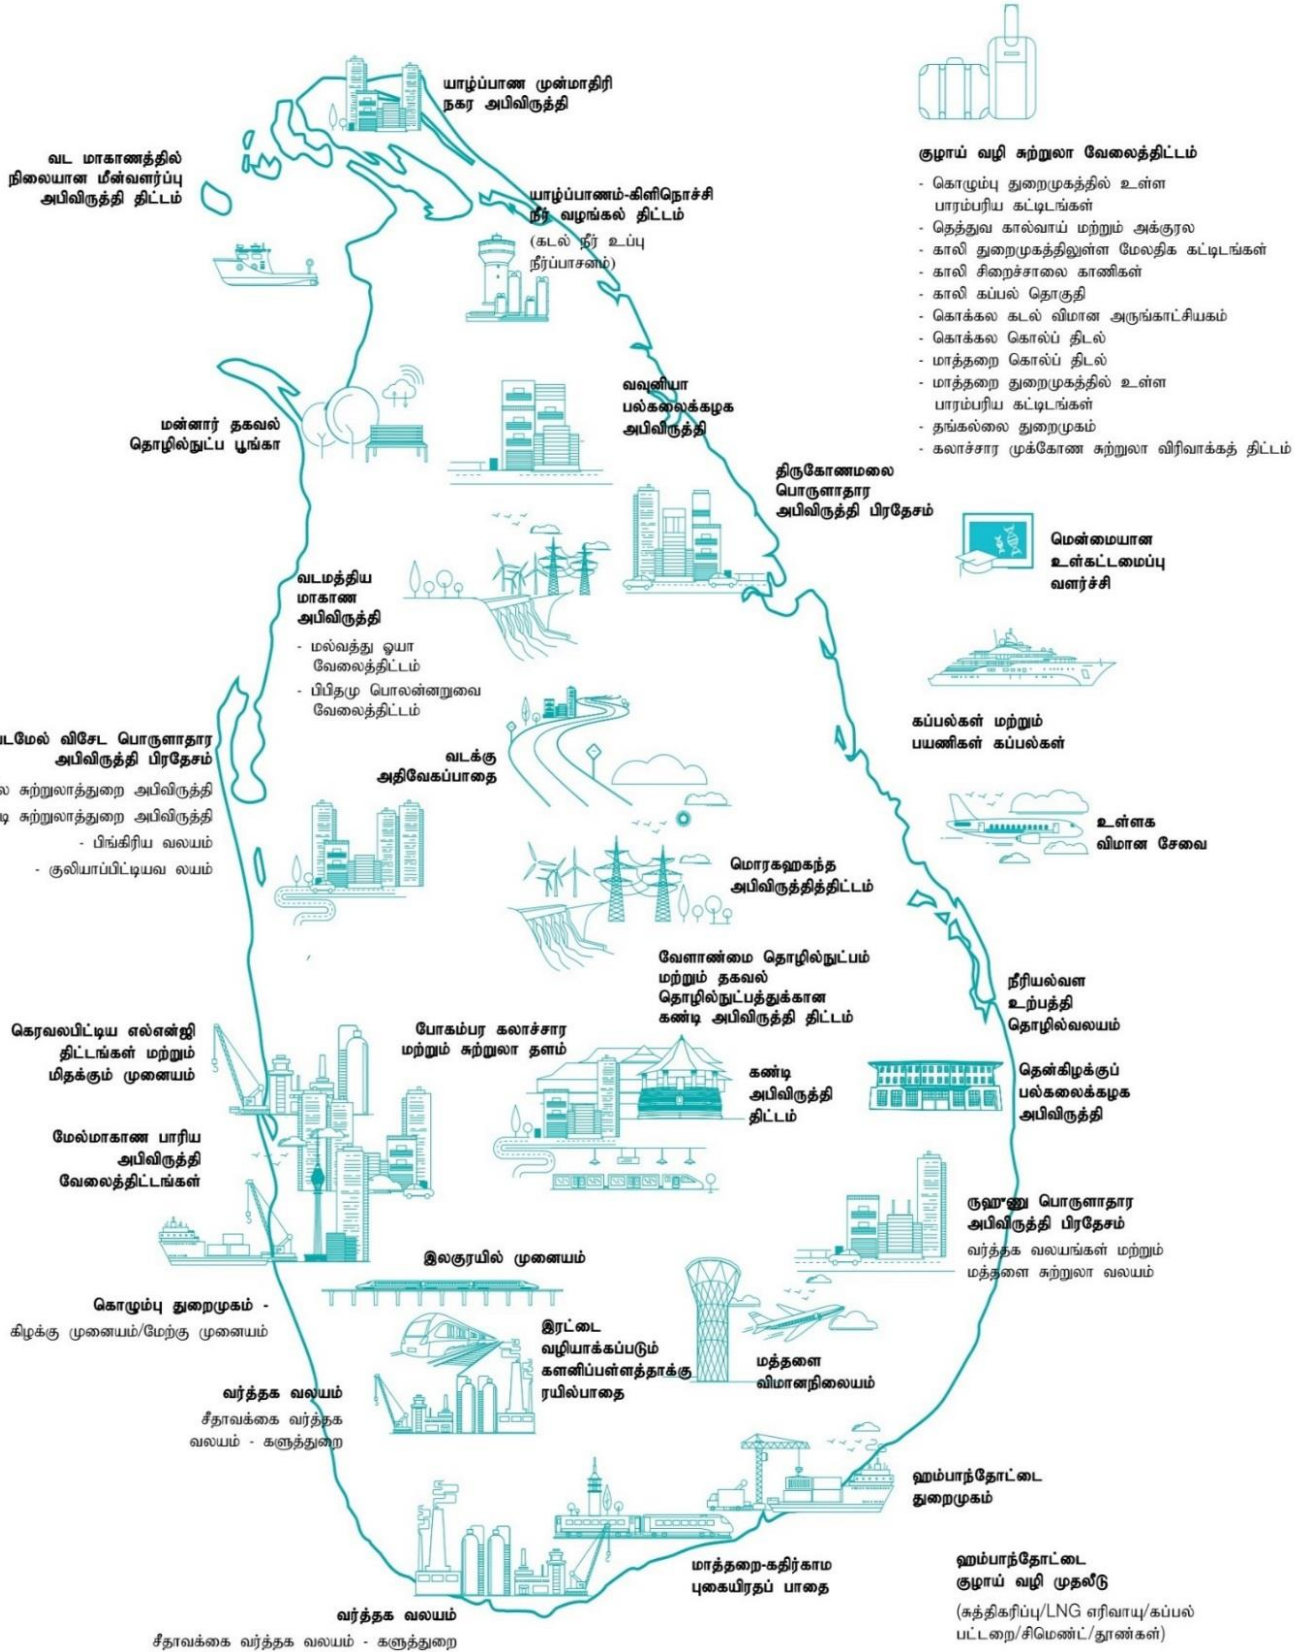 யாழ்ப்பாண முன்மாதிரி
நகர அபிவிருத்தி
வட மாகாணத்தில்
நிலையான மீன்வளர்ப்பு
அபிவிருத்தி திட்டம்
யாழ்ப்பாணம்-கிளிநொச்சி
நீர் வழங்கல் திட்டம்
(கடல் நீர் உப்பு
நீர்ப்பாசனம்)
குழாய் வழி சுற்றுலா வேலைத்திட்டம்
- கொழும்பு துறைமுகத்தில் உள்ள
பாரம்பரிய கட்டிடங்கள்
- தெத்துவ கால்வாய் மற்றும் அக்குரல
- காலி துறைமுகத்திலுள்ள மேலதிக கட்டிடங்கள்
- காலி சிறைச்சாலை காணிகள்
- காலி கப்பல் தொகுதி
- கொக்கல கடல் விமான அருங்காட்சியகம்
- கொக்கல கொல்ப் திடல்
- மாத்தறை கொல்ப் திடல்
- மாத்தறை துறைமுகத்தில் உள்ள
பாரம்பரிய கட்டிடங்கள்
- தங்கல்லை துறைமுகம்
- கலாச்சார முக்கோண சுற்றுலா விரிவாக்கத் திட்டம்
மன்னார் தகவல்
தொழில்நுட்ப பூங்கா
வவுனியா
பல்கலைக்கழக
அபிவிருத்தி
திருகோணமலை
பொருளாதார
அபிவிருத்தி பிரதேசம்
மென்மையான
உள்கட்டமைப்பு
வளர்ச்சி
வடமத்திய
மாகாண
அபிவிருத்தி
- மல்வத்து ஓயா
வேலைத்திட்டம்
- பிபிதமு பொலன்னறுவை
வேலைத்திட்டம்
கப்பல்கள் மற்றும்
பயணிகள் கப்பல்கள்
விசேட பொருளாதார
அபிவிருத்தி பிரதேசம்
சுற்றுலாத்துறை அபிவிருத்தி
சுற்றுலாத்துறை அபிவிருத்தி
- பிங்கிரிய வலயம்
- குலியாப்பிட்டியவ லயம்
வடக்கு
அதிவேகப்பாதை
உள்ளக
விமான சேவை
மொரகஹகந்த
அபிவிருத்தித்திட்டம்
வேளாண்மை தொழில்நுட்பம்
மற்றும் தகவல்
தொழில்நுட்பத்துக்கான
கண்டி அபிவிருத்தி திட்டம்
நீரியல்வள
உற்பத்தி
தொழில்வலயம்
கெரவலபிட்டிய எல்என்ஜி
திட்டங்கள் மற்றும்
மிதக்கும் முனையம்
போகம்பர கலாச்சார
மற்றும் சுற்றுலா தளம்
கண்டி
அபிவிருத்தி
திட்டம்
தென்கிழக்குப்
பல்கலைக்கழக
அபிவிருத்தி
மேல்மாகாண பாரிய
அபிவிருத்தி
வேலைத்திட்டங்கள்
ருஹுணு பொருளாதார
அபிவிருத்தி பிரதேசம்
வர்த்தக வலயங்கள் மற்றும்
மத்தளை சுற்றுலா வலயம்
இலகுரயில் முனையம்
கொழும்பு துறைமுகம் -
கிழக்கு முனையம்/மேற்கு முனையம்
இரட்டை
வழியாக்கப்படும்
களனிப்பள்ளத்தாக்கு
ரயில்பாதை
மத்தளை
விமானநிலையம்
வர்த்தக வலயம்
சீதாவக்கை வர்த்தக
வலயம் - களுத்துறை
ஹம்பாந்தோட்டை
துறைமுகம்
மாத்தறை-கதிர்காம
புகையிரதப் பாதை
ஹம்பாந்தோட்டை
குழாய் வழி முதலீடு
(சுத்திகரிப்பு/LNG எரிவாயு/கப்பல்
பட்டறை/சிமெண்ட்/தூண்கள்)
வர்த்தக வலயம்
சீதாவக்கை வர்த்தக வலயம் - களுத்துறை